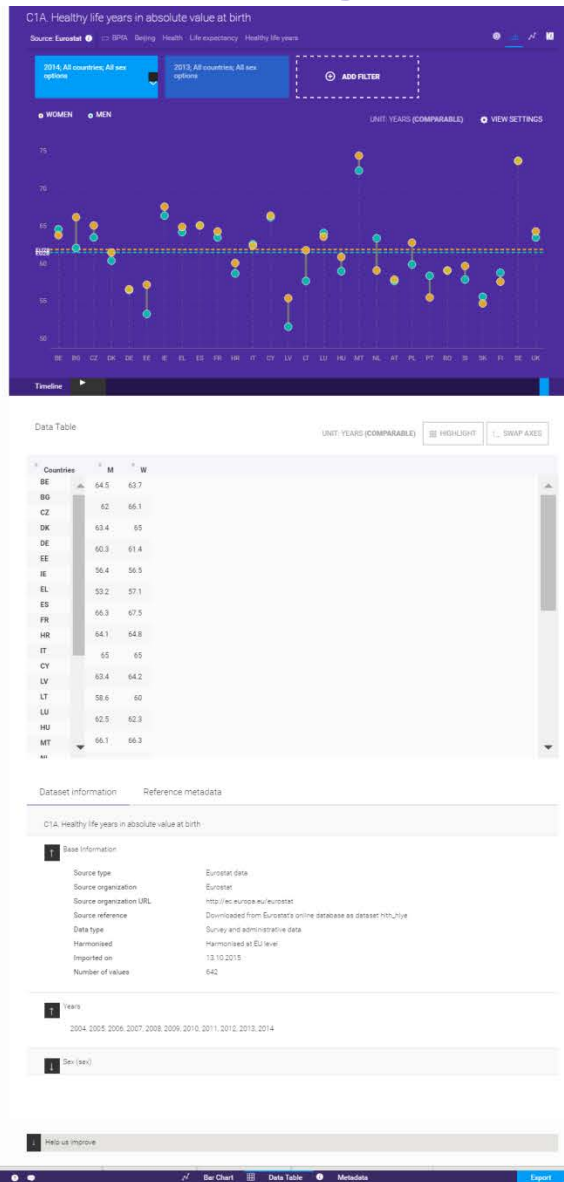 C1A. Healthy life years in absolute value at birth
Source: Eurostat BPfA Beijing Health Life expectancy Healthy life years
2014; All countries; All sex options
2013; All countries; All sex options
ADD FILTER
WOMEN MEN
UNIT: YEARS (COMPARABLE) VIEW SETTINGS
75
70
65
EU28
EU28
60
55
50
BE BG CZ DK DE EE IE EL ES FR HR IT CY LV LT LU HU MT NL AT PL PT RO SI SK FI SE UK
Timeline
Data Table
UNIT: YEARS (COMPARABLE) HIGHLIGHT SWAP AXES
Countries M W
BE 64.5 63.7
BG
62 66.1
CZ
DK 63.4 65
DE
60.3 61.4
EE
IE 56.4 56.5
EL 53.2 57.1
ES
66.3 67.5
FR
HR 64.1 64.8
IT
65 65
CY
LV 63.4 64.2
LT 58.6 60
LU
62.5 62.3
HU
MT 66.1 66.3
NL
Dataset information Reference metadata
C1A. Healthy life years in absolute value at birth
Base Information
Source type Eurostat data
Source organization Eurostat
Source organization URL http://ec.europa.eu/eurostat
Source reference Downloaded from Eurostat's online database as dataset hlth_hlye
Data type Survey and administrative data
Harmonised Harmonised at EU level
Imported on 13.10.2015
Number of values 642
Years
2004, 2005, 2006, 2007, 2008, 2009, 2010, 2011, 2012, 2013, 2014
Sex (sex)
Help us improve
Bar Chart Data Table Metadata Export